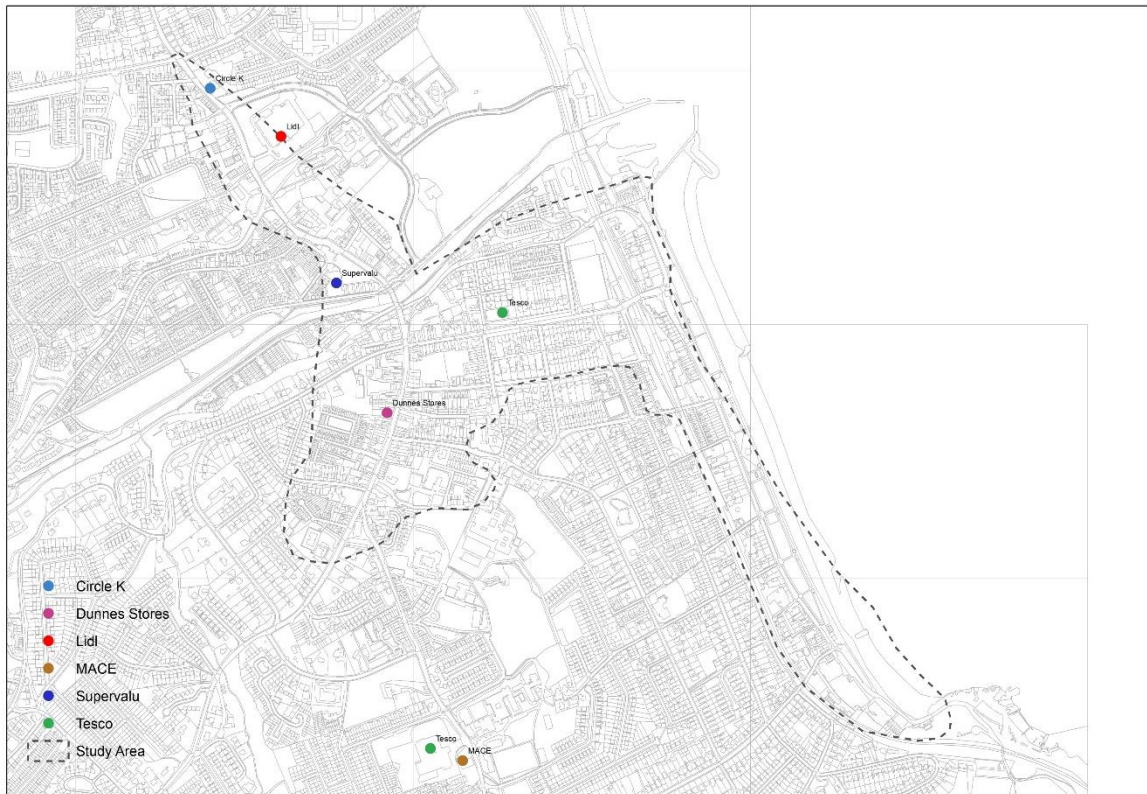 Circle K
Lidl
Supervalu
Tesco
Dunnes Stores
Circle K
Dunnes Stores
Lidl
MACE
Supervalu
Tesco
Study Area
Tesco
MACE